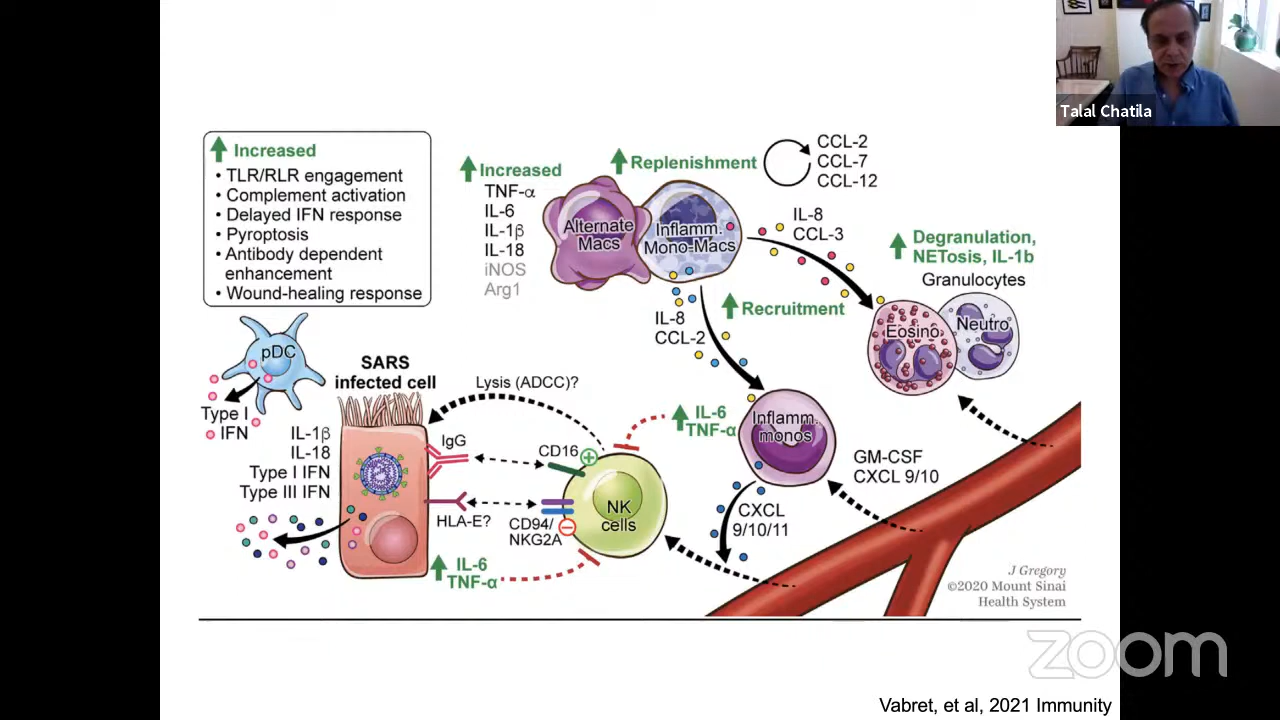 Talal Chatila
Increased
• TLR/RLR engagement
• Complement activation
• Delayed IFN response
• Pyroptosis
• Antibody dependent
enhancement
• Wound-healing response
Increased
TNF-α
IL-6
IL-1β
IL-18
iNOS
Arg1
Replenishment
CCL-2
CCL-7
CCL-12
Alternate
Macs
Inflamm.
Mono-Macs
IL-8
CCL-3
Degranulation,
NETosis, IL-1b
Granulocytes
Eosino
Neutro
IL-8
CCL-2
Recruitment
pDC
Type I
IFN
SARS
infected cell
Lysis (ADCC)?
IL-1β
IL-18
Type I IFN
Type III IFN
IgG
CD16
HLA-E?
CD94/
NKG2A
NK
cells
IL-6
TNF-α
IL-6
TNF-α
Inflamm.
monos
GM-CSF
CXCL 9/10
CXCL
9/10/11
J Gregory
©2020 Mount Sinai
Health System
zoom
Vabret, et al, 2021 Immunity